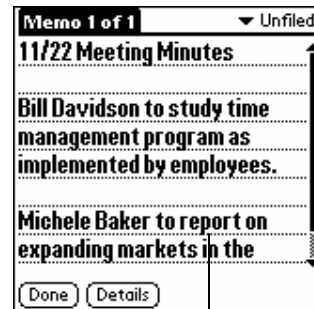 Memo 1 of 1 Unfiled
11/22 Meeting Minutes
Bill Davidson to study time
management program as
implemented by employees.
Michele Baker to report on
expanding markets in the
Done Details